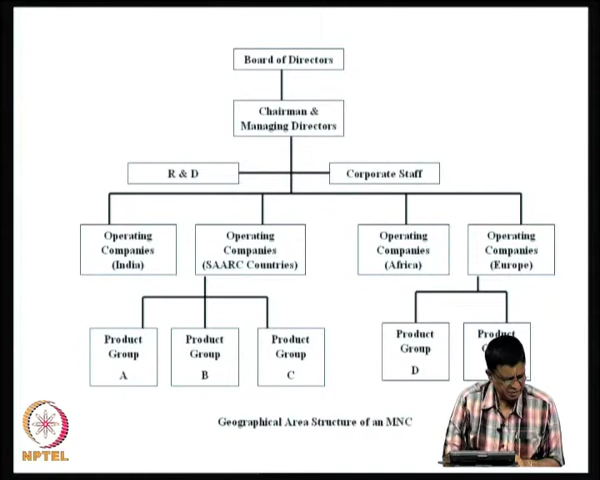 Board of Directors
Chairman &
Managing Directors
R & D
Corporate Staff
Operating
Companies
(India)
Operating
Companies
(SAARC Countries)
Operating
Companies
(Africa)
Operating
Companies
(Europe)
Product
Group
A
Product
Group
B
Product
Group
C
Product
Group
D
Product
Geographical Area Structure of an MNC
NPTEL